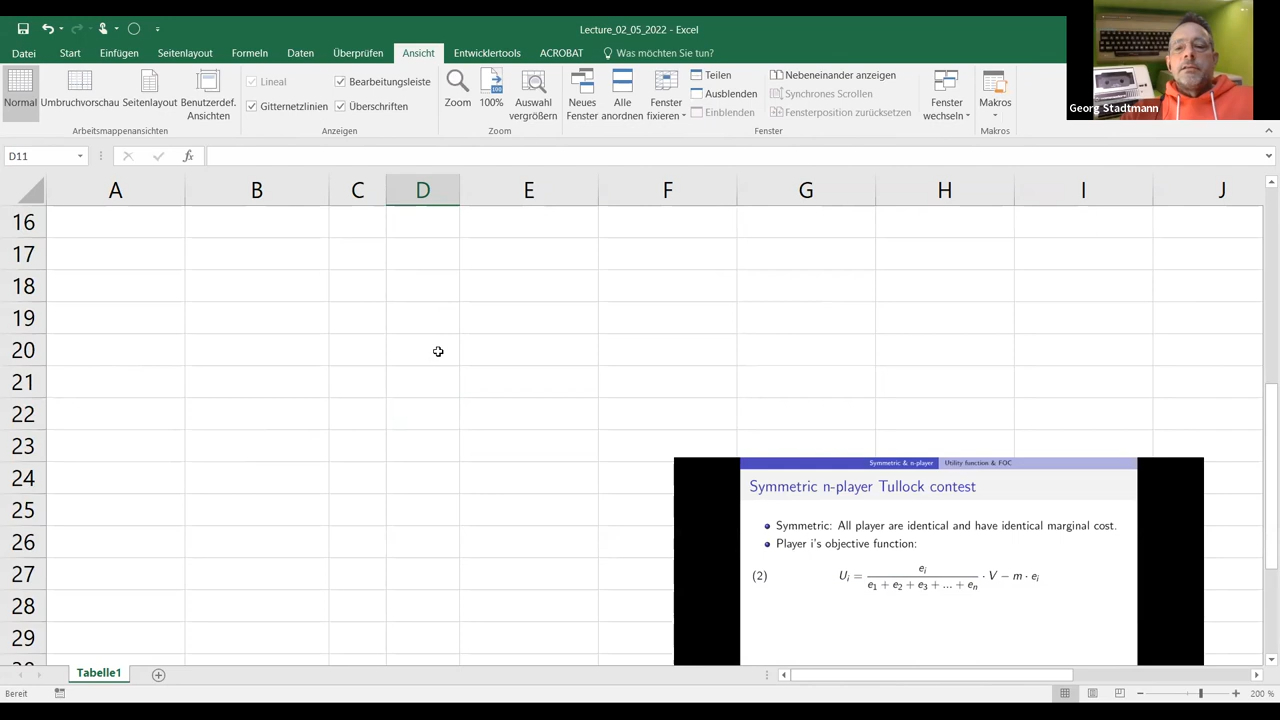 Lecture_02_05_2022 - Excel
Datei Start Einfügen Seitenlayout Formeln Daten Überprüfen Ansicht Entwicklertools ACROBAT Was möchten Sie tun?
Normal Umbruchvorschau Seitenlayout Benutzerdef. Ansichten
Arbeitsmappenansichten
Lineal Bearbeitungsleiste
Gitternetzlinien Überschriften
Anzeigen
Zoom 100% Auswahl vergrößern
Zoom
Neues Fenster Alle anordnen Fenster fixieren
Teilen
Ausblenden
Einblenden
Nebeneinander anzeigen
Synchrones Scrollen
Fensterposition zurücksetzen
Fenster wechseln
Fenster
Makros
Makros
Georg Stadtmann
D11 fx
A B C D E F G H I J
16
17
18
19
20
21
22
23
24
25
26
27
28
29
Symmetric & n-player Utility function & FOC
Symmetric n-player Tullock contest
Symmetric: All player are identical and have identical marginal cost.
Player i's objective function:
(2) U_i = e_i / (e_1 + e_2 + e_3 + ... + e_n) · V − m · e_i
Tabelle1
Bereit 200 %